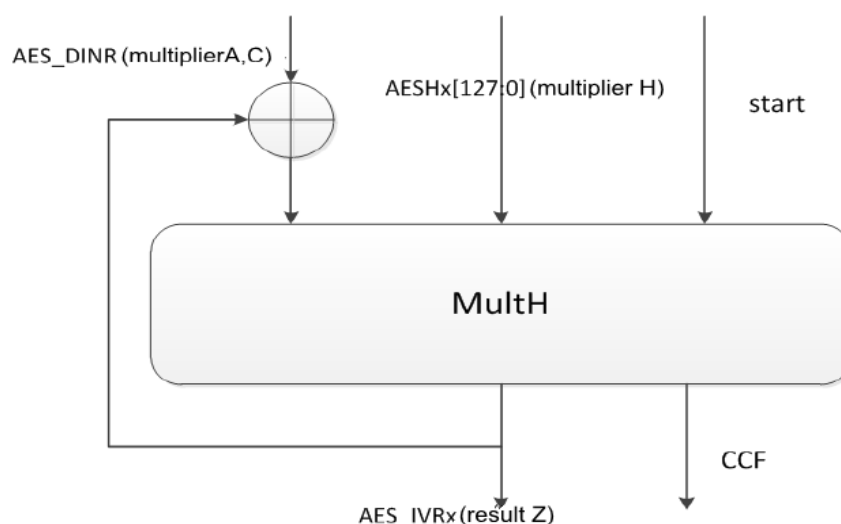 AES_DINR (multiplierA,C)
AESHx[127:0] (multiplier H)
start
MultH
CCF
AES_IVRx (result Z)